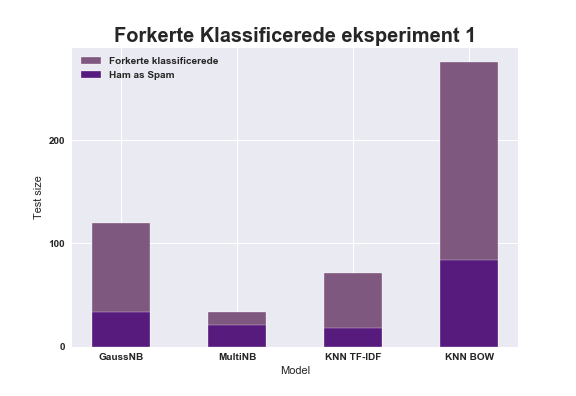 Forkerte Klassificerede eksperiment 1
Forkerte klassificerede
Ham as Spam
200
100
0
Test size
GaussNB
MultiNB
KNN TF-IDF
KNN BOW
Model